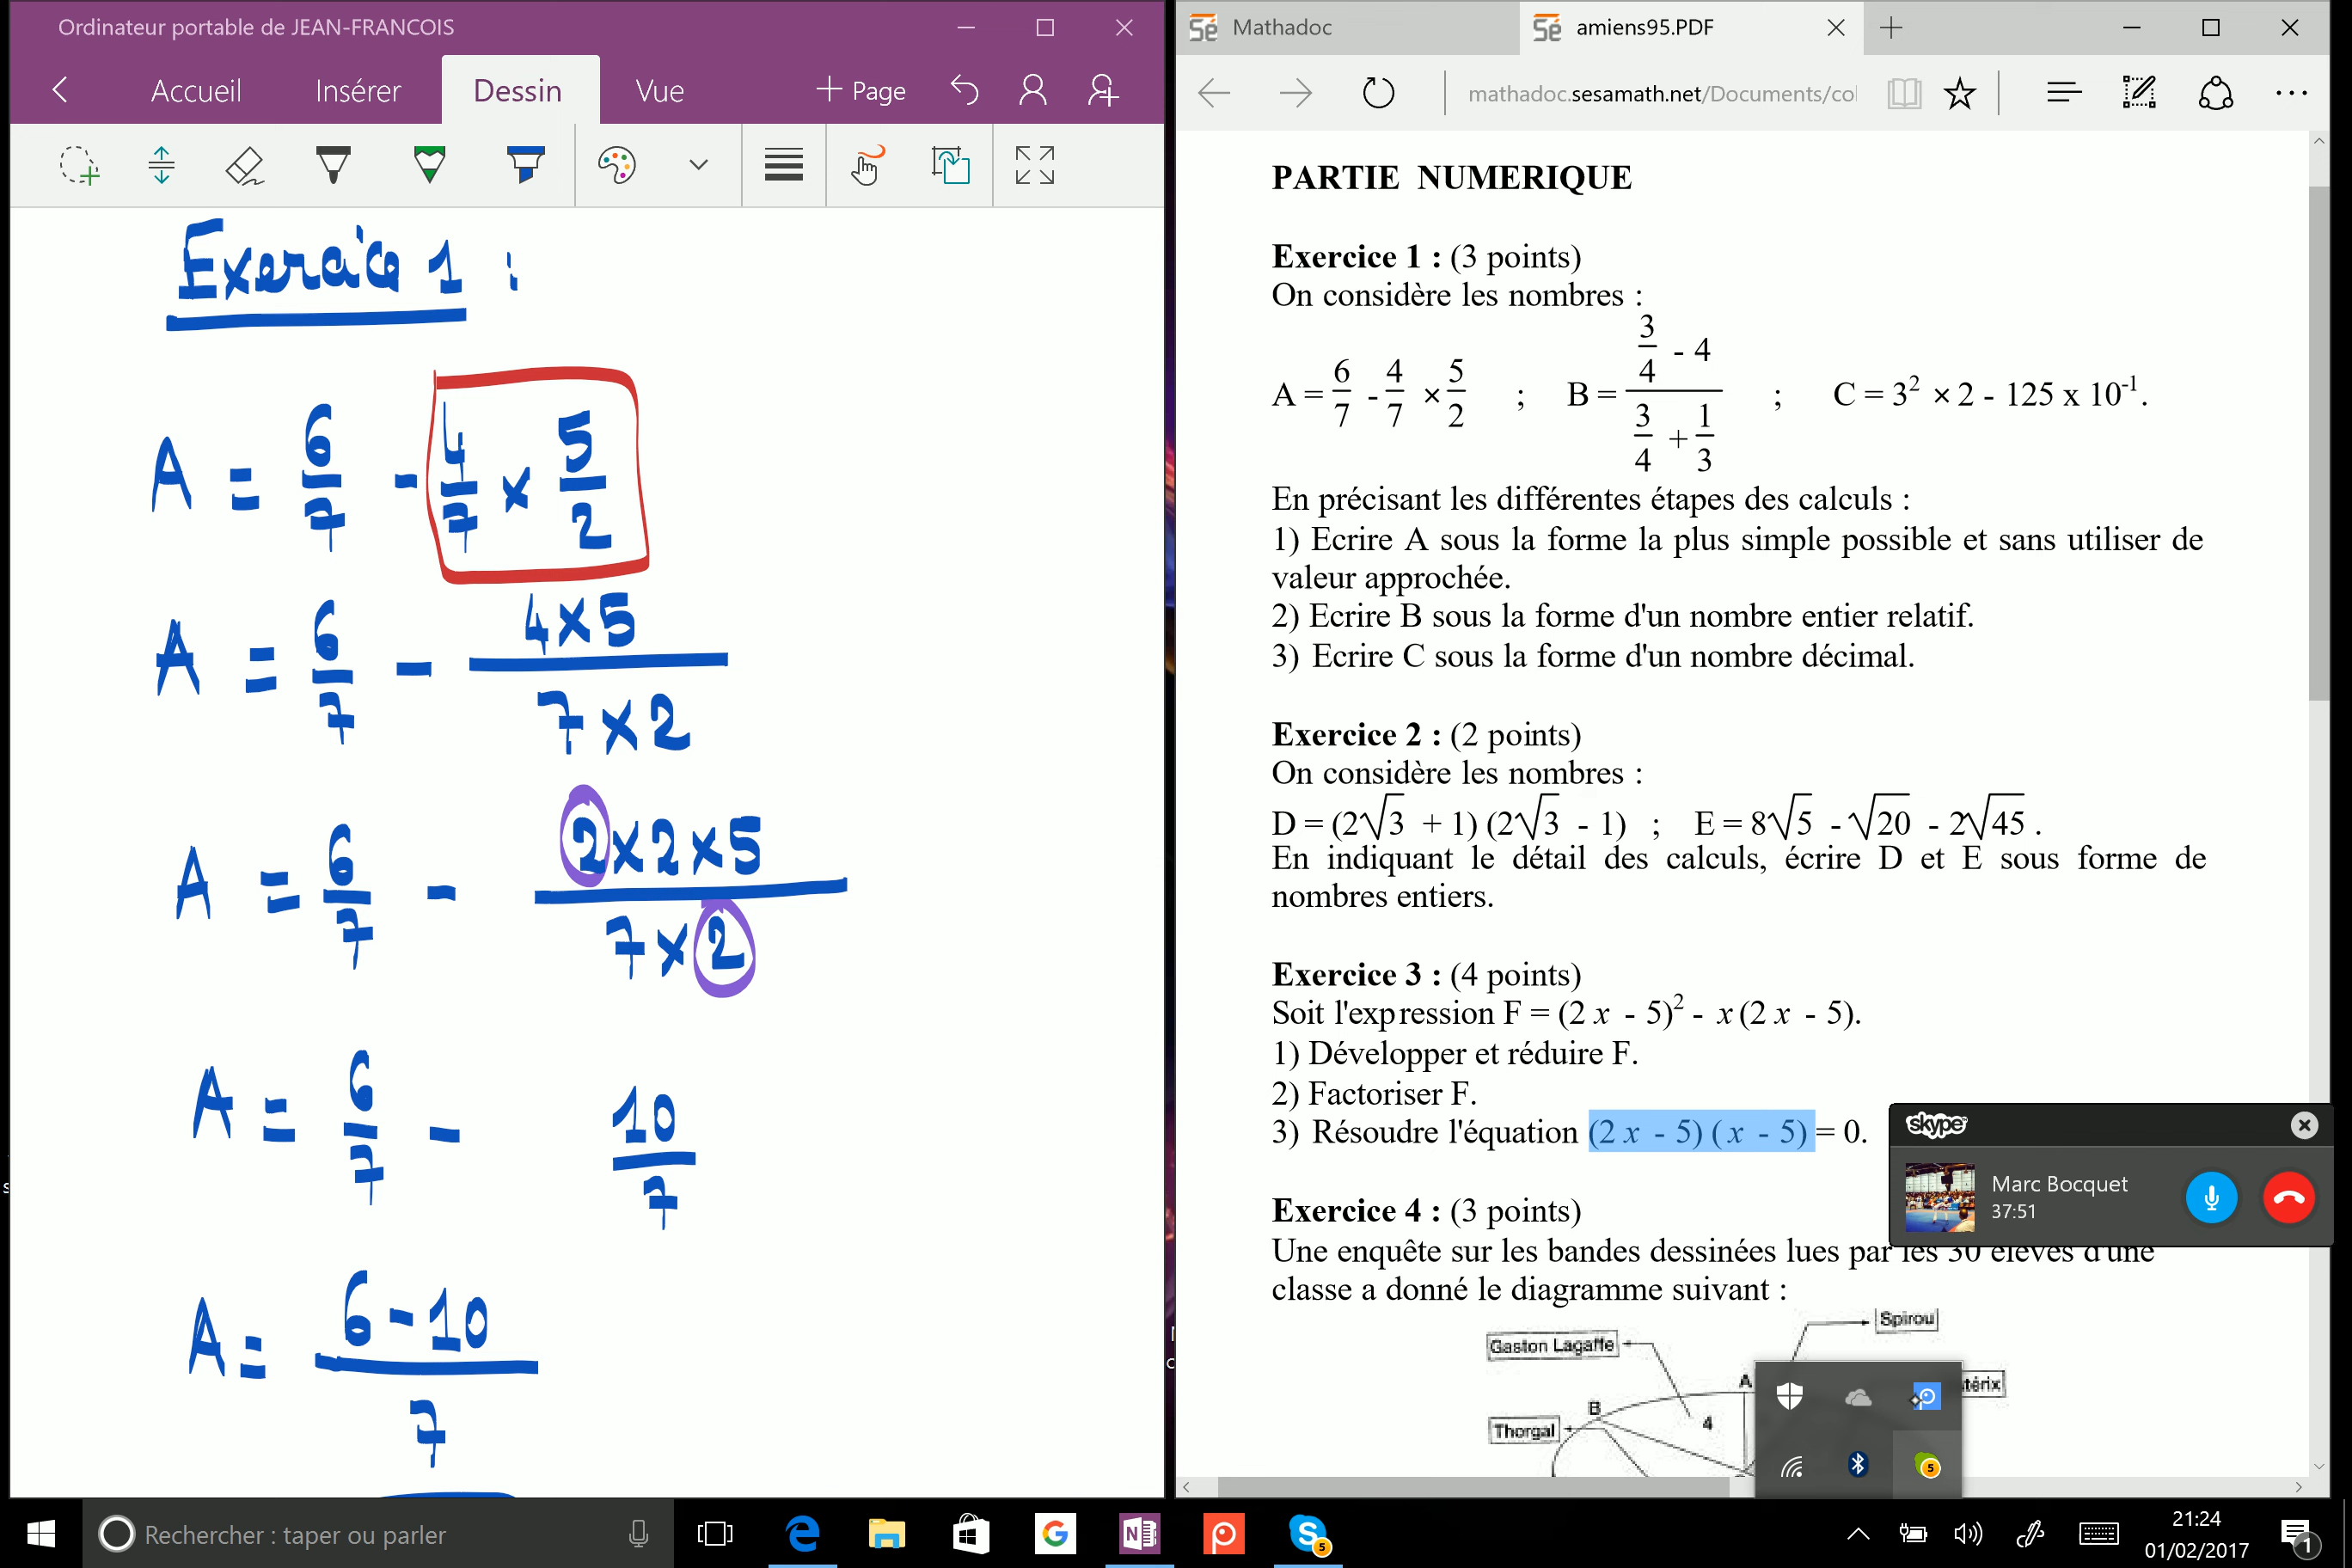 Ordinateur portable de JEAN-FRANCOIS
Accueil Insérer Dessin Vue + Page
Exercice 1 :
A = 6/7 - 4/7 × 5/2
A = 6/7 - (4×5)/(7×2)
A = 6/7 - (2×2×5)/(7×2)
A = 6/7 - 10/7
A = (6-10)/7
Mathadoc
amiens95.PDF
mathadoc.sesamath.net/Documents/col
PARTIE NUMERIQUE
Exercice 1 : (3 points)
On considère les nombres :
A = 6/7 - 4/7 × 5/2 ; B = (3/4 - 4)/(3/4 + 1/3) ; C = 3² × 2 - 125 x 10⁻¹.
En précisant les différentes étapes des calculs :
1) Ecrire A sous la forme la plus simple possible et sans utiliser de
valeur approchée.
2) Ecrire B sous la forme d'un nombre entier relatif.
3) Ecrire C sous la forme d'un nombre décimal.
Exercice 2 : (2 points)
On considère les nombres :
D = (2√3 + 1) (2√3 - 1) ; E = 8√5 - √20 - 2√45 .
En indiquant le détail des calculs, écrire D et E sous forme de
nombres entiers.
Exercice 3 : (4 points)
Soit l'expression F = (2 x - 5)² - x (2 x - 5).
1) Développer et réduire F.
2) Factoriser F.
3) Résoudre l'équation (2 x - 5) ( x - 5) = 0.
Exercice 4 : (3 points)
Une enquête sur les bandes dessinées lues par les 30 élèves d'une
classe a donné le diagramme suivant :
Spirou
Gaston Lagaffe
A
térix
B
4
Thorgal
skype
Marc Bocquet
37:51
5
Rechercher : taper ou parler
5
21:24
01/02/2017
1